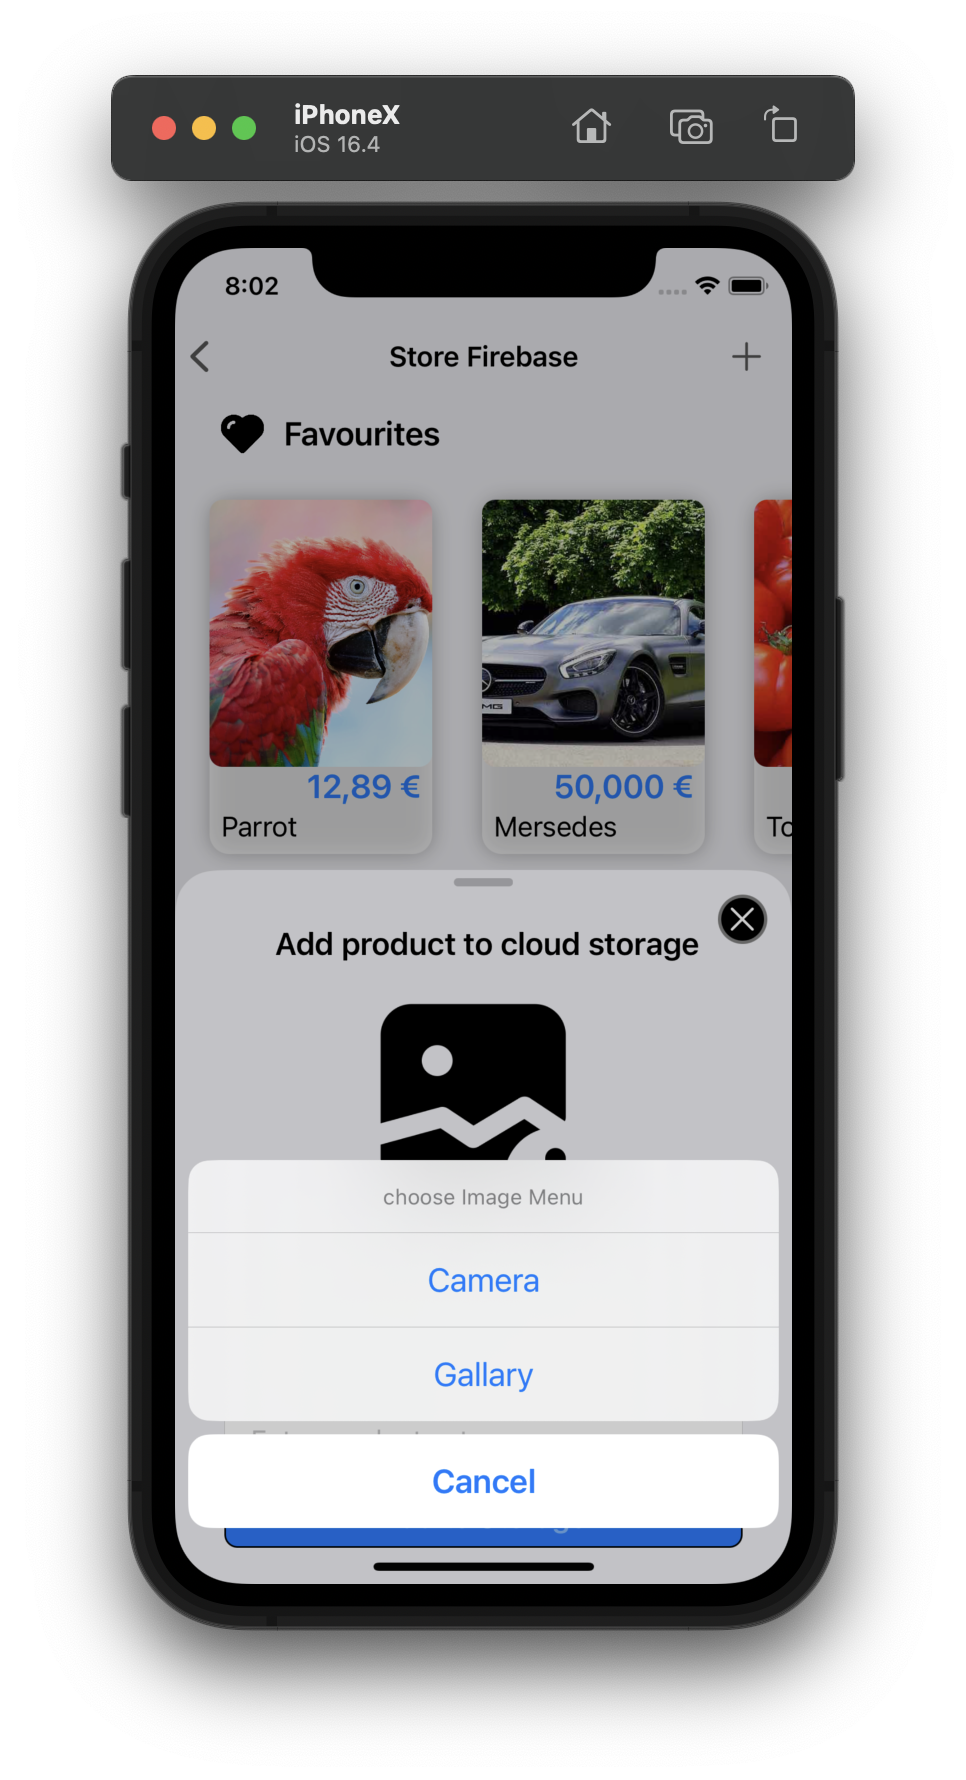 iPhoneX
iOS 16.4
8:02
Store Firebase
Favourites
12,89 €
50,000 €
Parrot
Mersedes
To
Add product to cloud storage
choose Image Menu
Camera
Gallary
Cancel